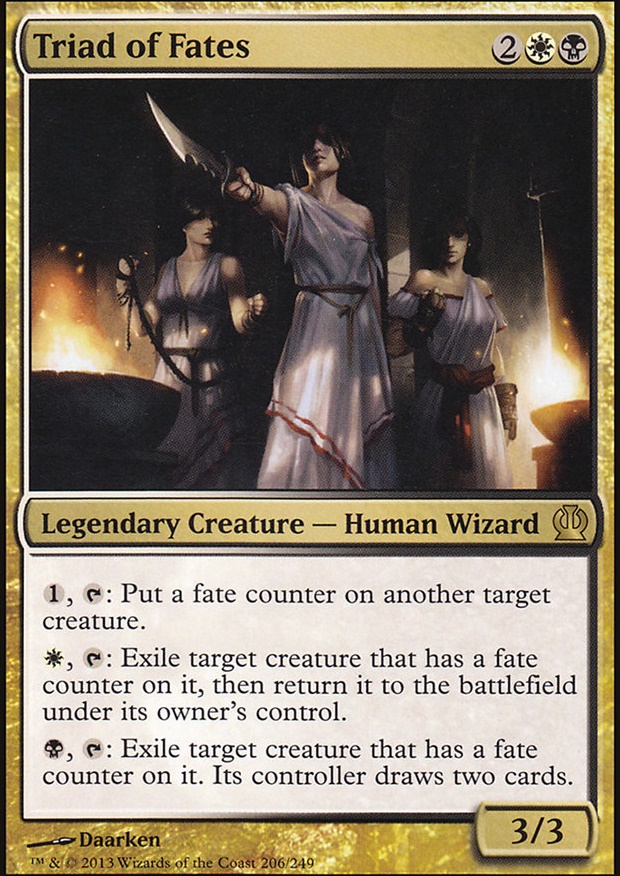 Triad of Fates 2
Legendary Creature — Human Wizard
1, : Put a fate counter on another target
creature.
, : Exile target creature that has a fate
counter on it, then return it to the battlefield
under its owner's control.
, : Exile target creature that has a fate
counter on it. Its controller draws two cards.
3/3
Daarken
™ & © 2013 Wizards of the Coast 206/249